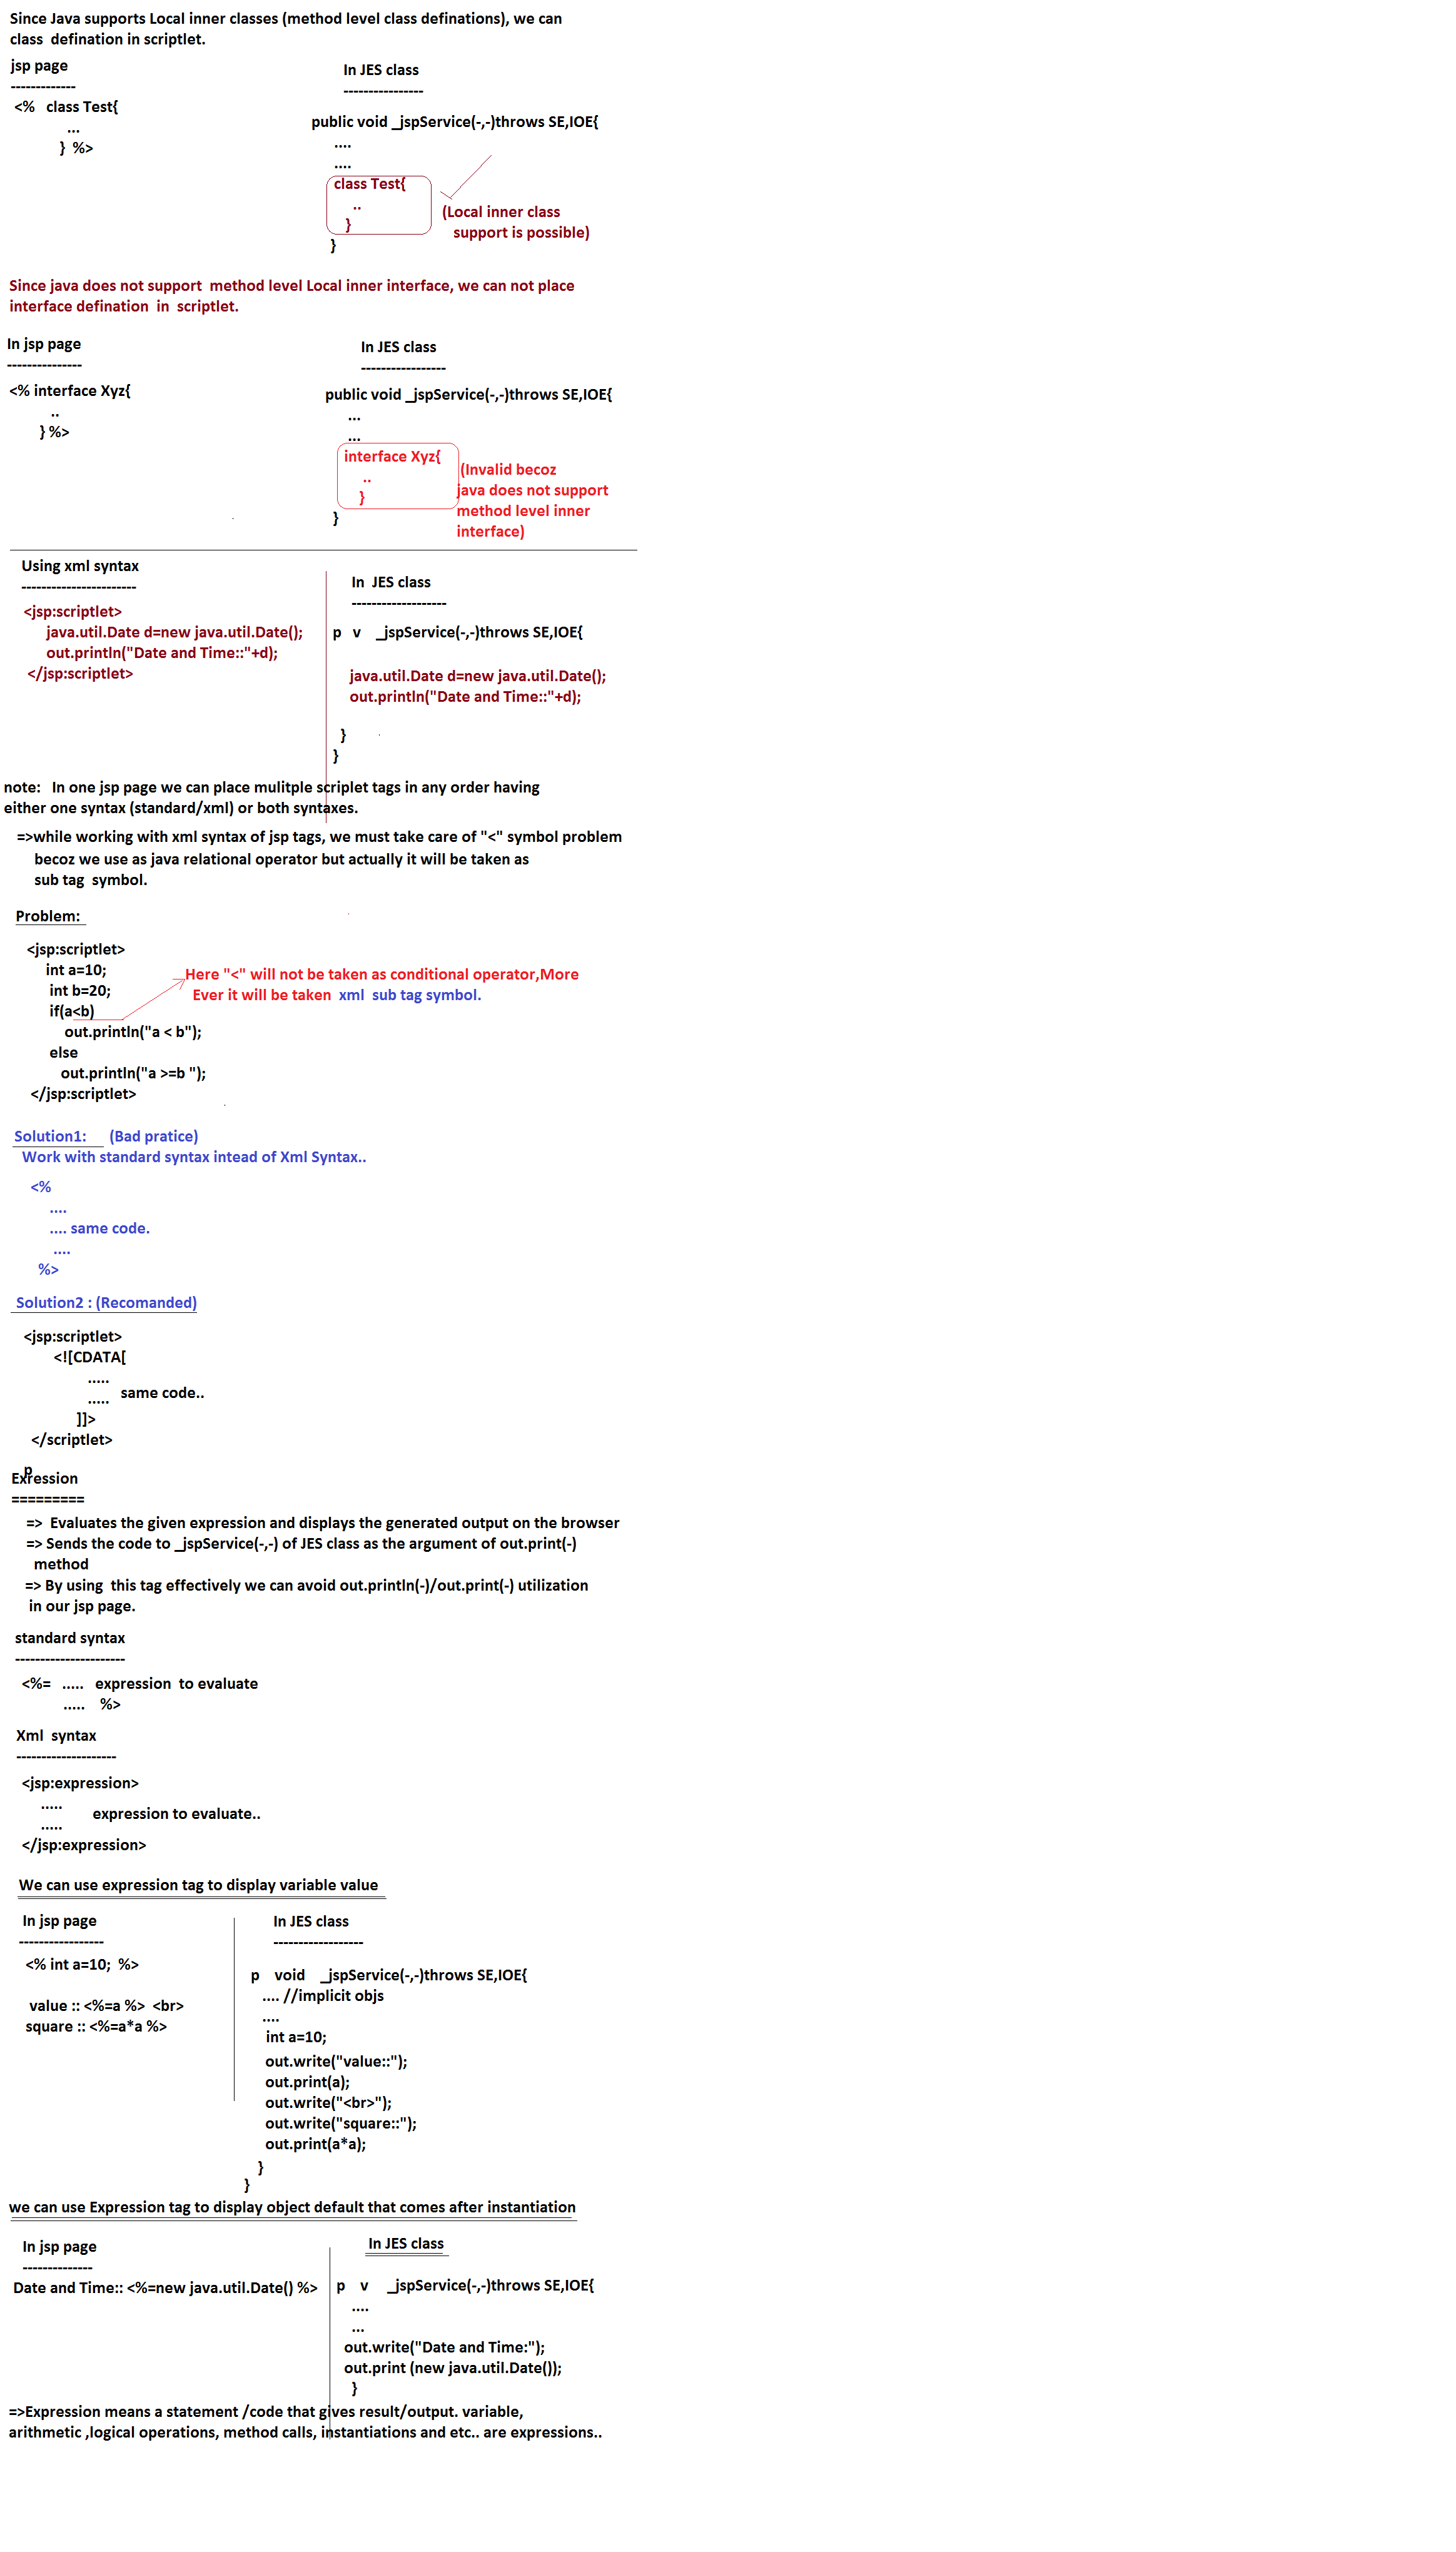 Since Java supports Local inner classes (method level class definations), we can
class  defination in scriptlet.
jsp page
-------------
<%   class Test{
...
}  %>
In JES class
----------------
public void _jspService(-,-)throws SE,IOE{
....
....
class Test{
..
}
}
(Local inner class
support is possible)
Since java does not support  method level Local inner interface, we can not place
interface defination  in  scriptlet.
In jsp page
---------------
<% interface Xyz{
..
} %>
In JES class
-----------------
public void _jspService(-,-)throws SE,IOE{
...
...
interface Xyz{
..
}
}
(Invalid becoz
java does not support
method level inner
interface)
Using xml syntax
-----------------------
<jsp:scriptlet>
java.util.Date d=new java.util.Date();
out.println("Date and Time::"+d);
</jsp:scriptlet>
In  JES class
-------------------
p   v    _jspService(-,-)throws SE,IOE{
java.util.Date d=new java.util.Date();
out.println("Date and Time::"+d);
}
}
note:   In one jsp page we can place mulitple scriplet tags in any order having
either one syntax (standard/xml) or both syntaxes.
=>while working with xml syntax of jsp tags, we must take care of "<" symbol problem
becoz we use as java relational operator but actually it will be taken as
sub tag  symbol.
Problem:
<jsp:scriptlet>
int a=10;
int b=20;
if(a<b)
out.println("a < b");
else
out.println("a >=b ");
</jsp:scriptlet>
Here "<" will not be taken as conditional operator,More
Ever it will be taken  xml  sub tag symbol.
Solution1:      (Bad pratice)
Work with standard syntax intead of Xml Syntax..
<%
....
.... same code.
....
%>
Solution2 : (Recomanded)
<jsp:scriptlet>
<![CDATA[
.....
.....   same code..
]]>
</scriptlet>
p
Exression
=========
=>  Evaluates the given expression and displays the generated output on the browser
=> Sends the code to _jspService(-,-) of JES class as the argument of out.print(-)
method
=> By using  this tag effectively we can avoid out.println(-)/out.print(-) utilization
in our jsp page.
standard syntax
----------------------
<%=   .....   expression  to evaluate
.....    %>
Xml  syntax
--------------------
<jsp:expression>
.....
expression to evaluate..
.....
</jsp:expression>
We can use expression tag to display variable value
In jsp page
-----------------
<% int a=10;  %>
value :: <%=a %>  <br>
square :: <%=a*a %>
In JES class
------------------
p    void    _jspService(-,-)throws SE,IOE{
.... //implicit objs
....
int a=10;
out.write("value::");
out.print(a);
out.write("<br>");
out.write("square::");
out.print(a*a);
}
}
we can use Expression tag to display object default that comes after instantiation
In jsp page
--------------
Date and Time:: <%=new java.util.Date() %>
In JES class
p    v     _jspService(-,-)throws SE,IOE{
....
...
out.write("Date and Time:");
out.print (new java.util.Date());
}
=>Expression means a statement /code that gives result/output. variable,
arithmetic ,logical operations, method calls, instantiations and etc.. are expressions..